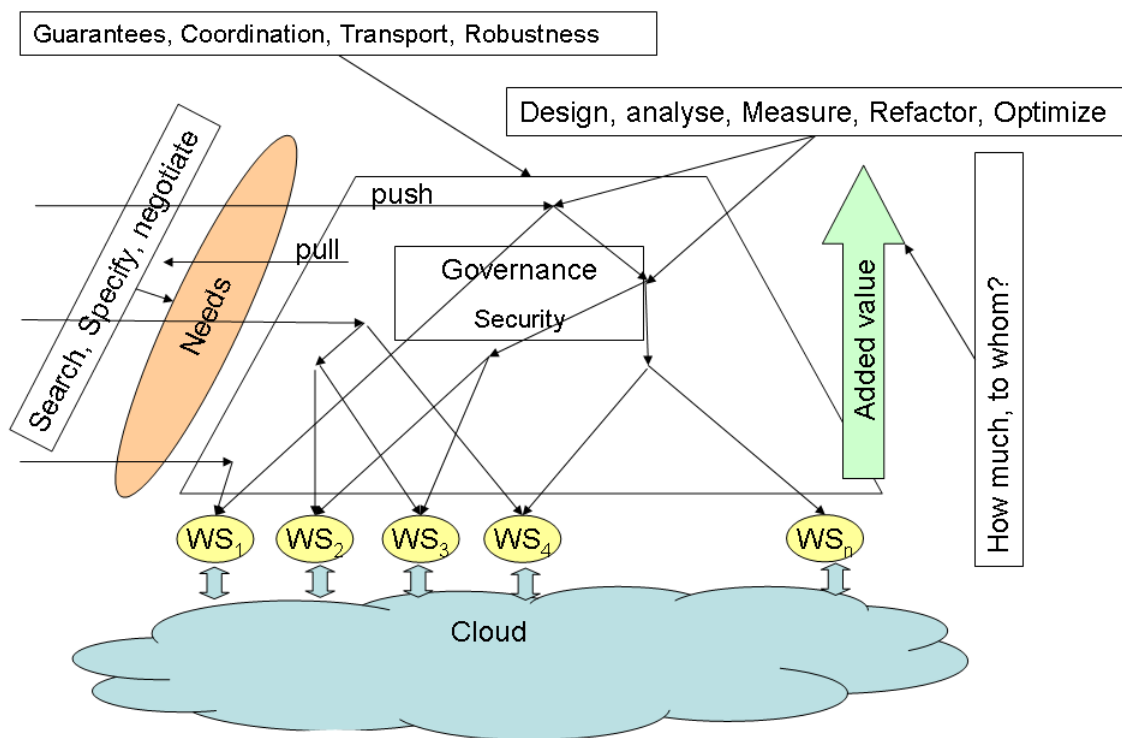 Guarantees, Coordination, Transport, Robustness
Design, analyse, Measure, Refactor, Optimize
Search, Specify, negotiate
Needs
push
pull
Governance
Security
Added value
How much, to whom?
WS₁
WS₂
WS₃
WS₄
WSₙ
Cloud